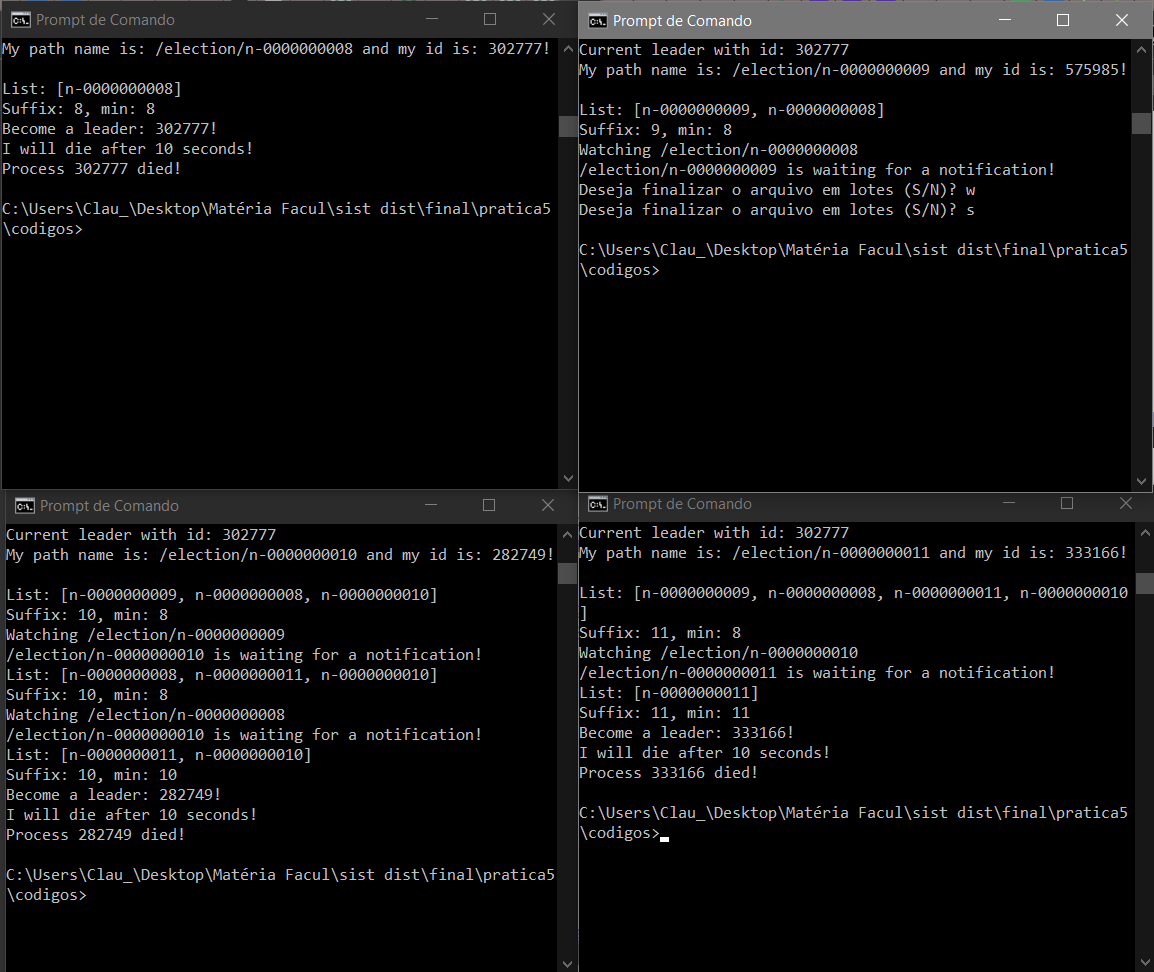 Prompt de Comando
My path name is: /election/n-0000000008 and my id is: 302777!
List: [n-0000000008]
Suffix: 8, min: 8
Become a leader: 302777!
I will die after 10 seconds!
Process 302777 died!
C:\Users\Clau_\Desktop\Matéria Facul\sist dist\final\pratica5
\codigos>
Prompt de Comando
Current leader with id: 302777
My path name is: /election/n-0000000009 and my id is: 575985!
List: [n-0000000009, n-0000000008]
Suffix: 9, min: 8
Watching /election/n-0000000008
/election/n-0000000009 is waiting for a notification!
Deseja finalizar o arquivo em lotes (S/N)? w
Deseja finalizar o arquivo em lotes (S/N)? s
C:\Users\Clau_\Desktop\Matéria Facul\sist dist\final\pratica5
\codigos>
Prompt de Comando
Current leader with id: 302777
My path name is: /election/n-0000000010 and my id is: 282749!
List: [n-0000000009, n-0000000008, n-0000000010]
Suffix: 10, min: 8
Watching /election/n-0000000009
/election/n-0000000010 is waiting for a notification!
List: [n-0000000008, n-0000000011, n-0000000010]
Suffix: 10, min: 8
Watching /election/n-0000000008
/election/n-0000000010 is waiting for a notification!
List: [n-0000000011, n-0000000010]
Suffix: 10, min: 10
Become a leader: 282749!
I will die after 10 seconds!
Process 282749 died!
C:\Users\Clau_\Desktop\Matéria Facul\sist dist\final\pratica5
\codigos>
Prompt de Comando
Current leader with id: 302777
My path name is: /election/n-0000000011 and my id is: 333166!
List: [n-0000000009, n-0000000008, n-0000000011, n-0000000010
]
Suffix: 11, min: 8
Watching /election/n-0000000010
/election/n-0000000011 is waiting for a notification!
List: [n-0000000011]
Suffix: 11, min: 11
Become a leader: 333166!
I will die after 10 seconds!
Process 333166 died!
C:\Users\Clau_\Desktop\Matéria Facul\sist dist\final\pratica5
\codigos>